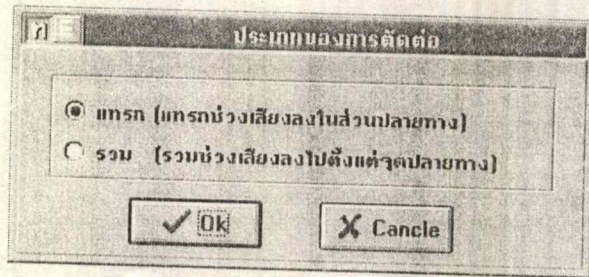 ประเภทของการตัดต่อ
แทรก (แทรกช่วงเสียงลงในส่วนปลายทาง)
รวม (รวมช่วงเสียงลงไปตั้งแต่จุดปลายทาง)
Ok
Cancle